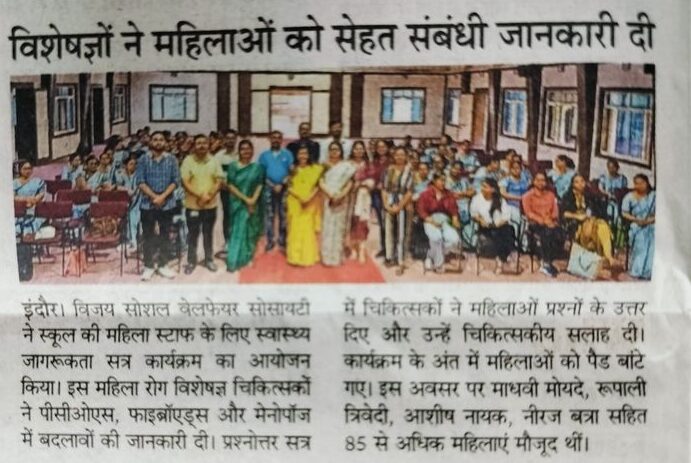 विशेषज्ञों ने महिलाओं को सेहत संबंधी जानकारी दी
इंदौर। विजय सोशल वेलफेयर सोसायटी
ने स्कूल की महिला स्टाफ के लिए स्वास्थ्य
जागरूकता सत्र कार्यक्रम का आयोजन
किया। इस महिला रोग विशेषज्ञ चिकित्सकों
ने पीसीओएस, फाइब्रॉएड्स और मेनोपॉज
में बदलावों की जानकारी दी। प्रश्नोत्तर सत्र
में चिकित्सकों ने महिलाओं प्रश्नों के उत्तर
दिए और उन्हें चिकित्सकीय सलाह दी।
कार्यक्रम के अंत में महिलाओं को पैड बांटे
गए। इस अवसर पर माधवी मोयदे, रूपाली
त्रिवेदी, आशीष नायक, नीरज बत्रा सहित
85 से अधिक महिलाएं मौजूद थीं।